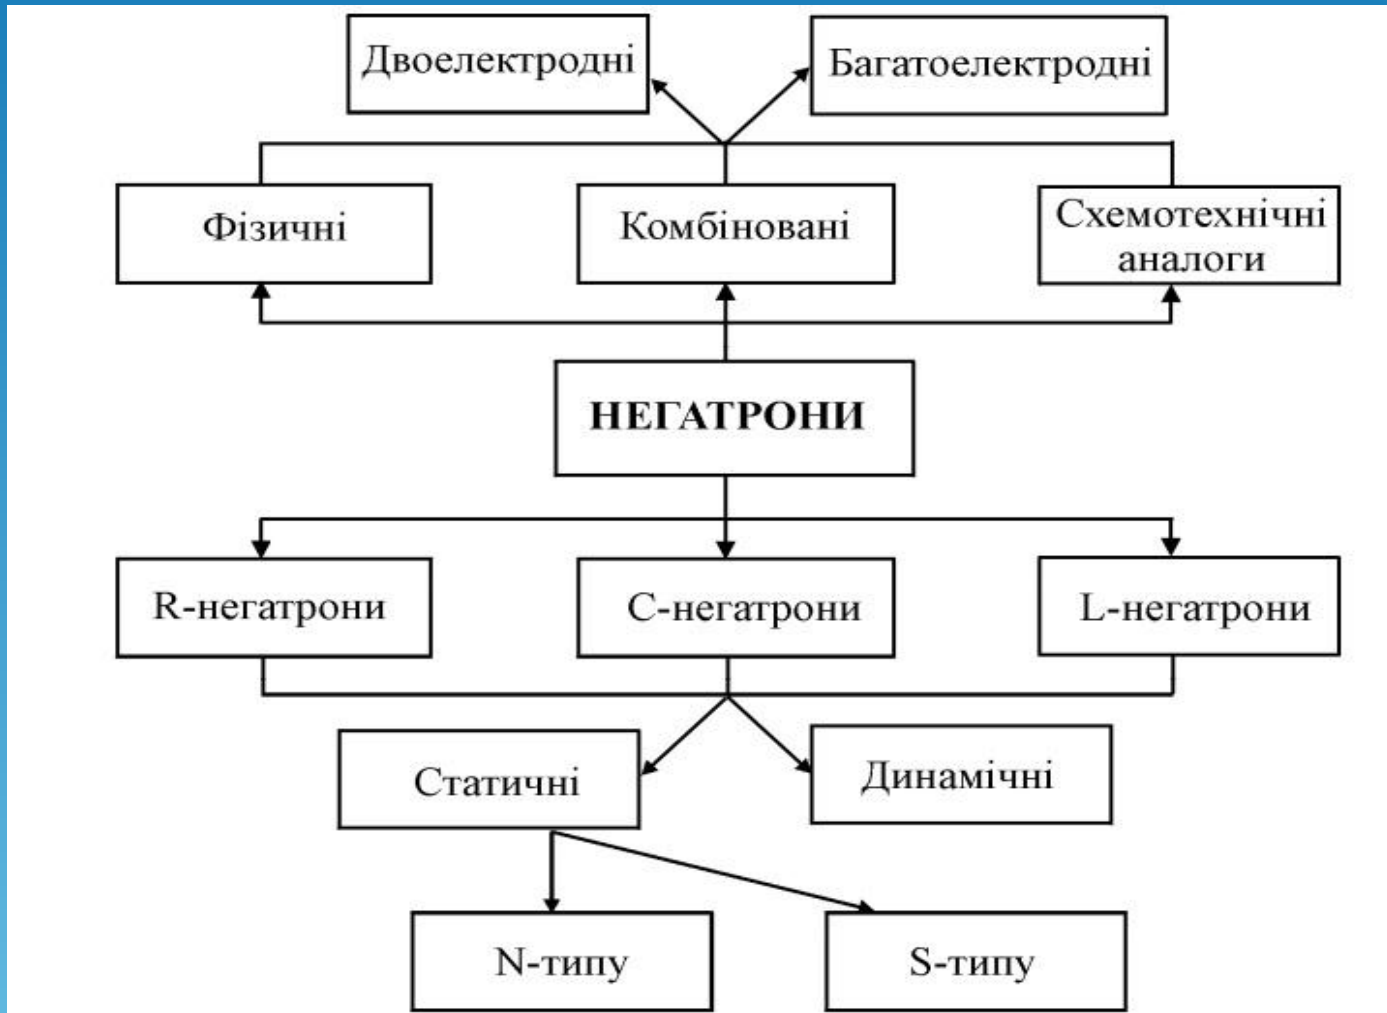 Двоелектродні
Багатоелектродні
Фізичні
Комбіновані
Схемотехнічні
аналоги
НЕГАТРОНИ
R-негатрони
С-негатрони
L-негатрони
Статичні
Динамічні
N-типу
S-типу